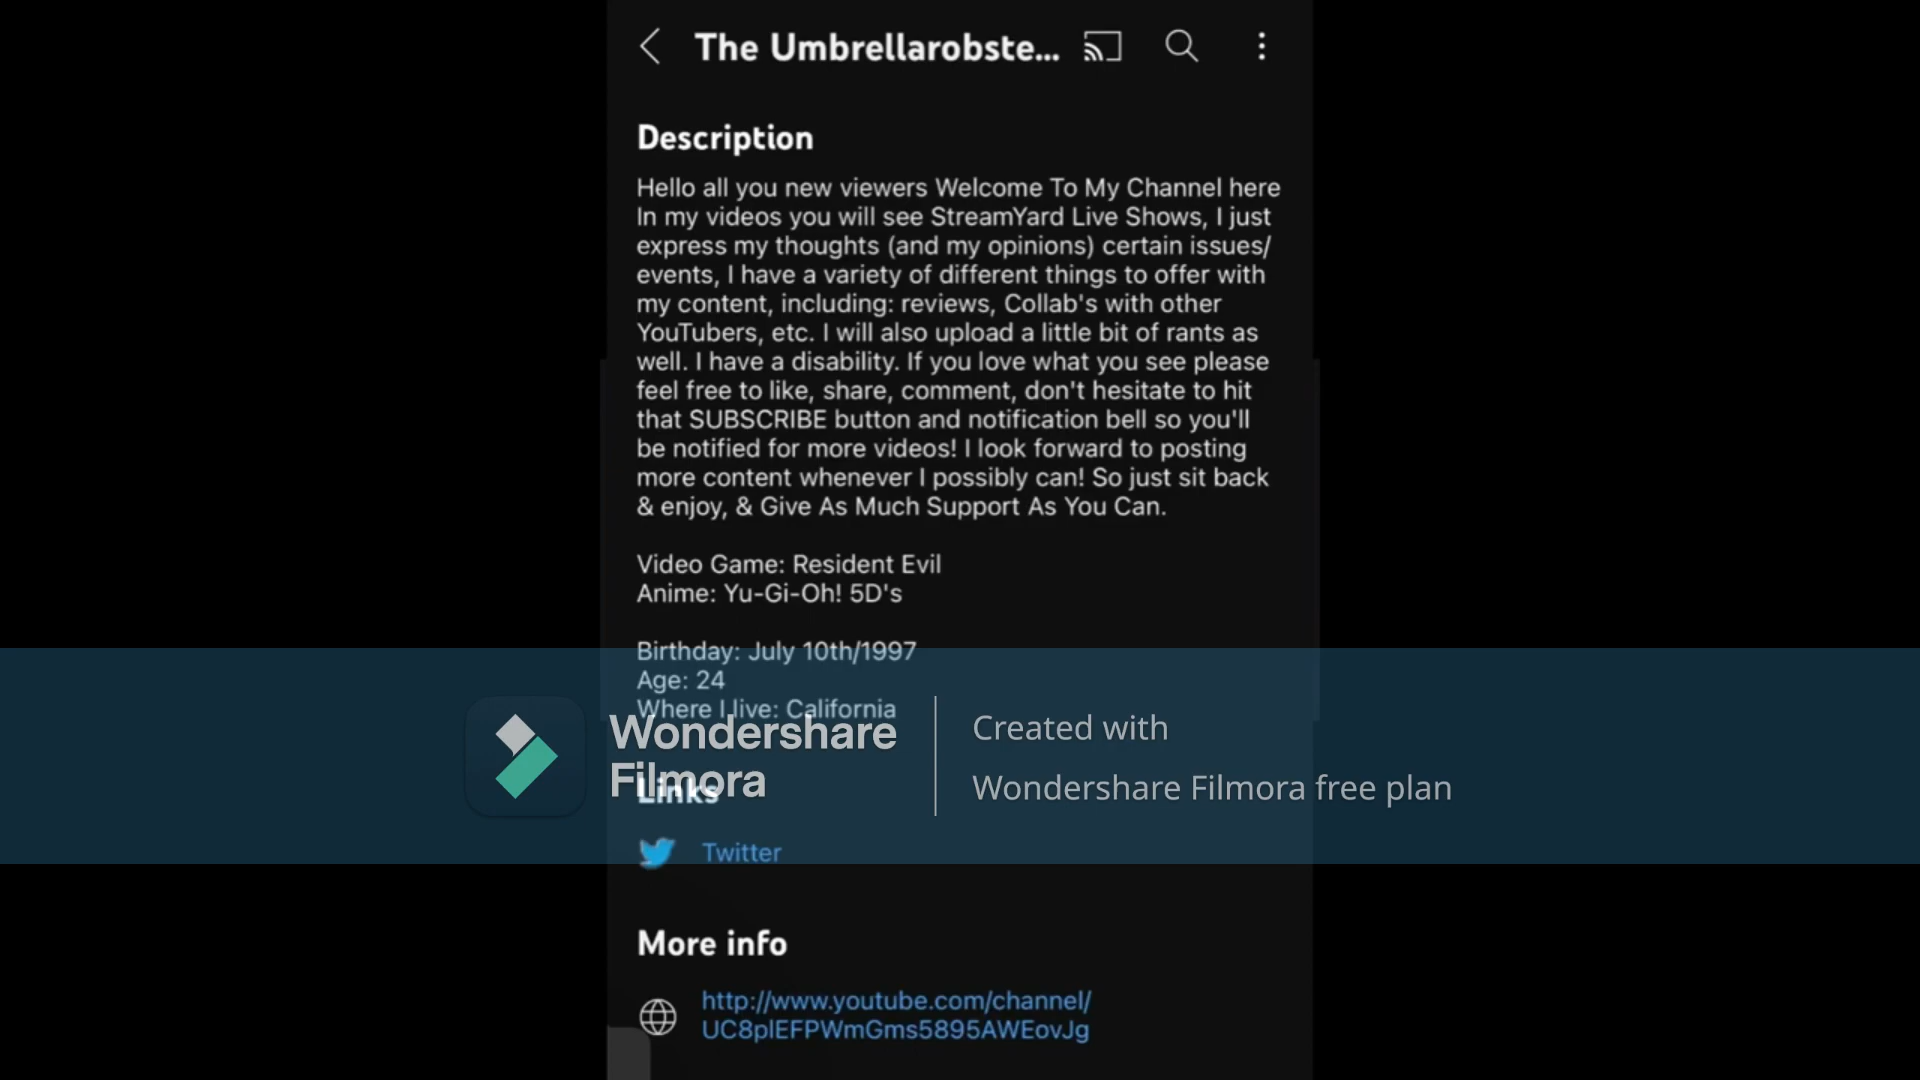 The Umbrellarobste...
Description
Hello all you new viewers Welcome To My Channel here
In my videos you will see StreamYard Live Shows, I just
express my thoughts (and my opinions) certain issues/
events, I have a variety of different things to offer with
my content, including: reviews, Collab's with other
YouTubers, etc. I will also upload a little bit of rants as
well. I have a disability. If you love what you see please
feel free to like, share, comment, don't hesitate to hit
that SUBSCRIBE button and notification bell so you'll
be notified for more videos! I look forward to posting
more content whenever I possibly can! So just sit back
& enjoy, & Give As Much Support As You Can.
Video Game: Resident Evil
Anime: Yu-Gi-Oh! 5D's
Birthday: July 10th/1997
Age: 24
Where I live: California
Wondershare
Filmora
Created with
Wondershare Filmora free plan
Links
Twitter
More info
http://www.youtube.com/channel/
UC8plEFPWmGms5895AWEovJg